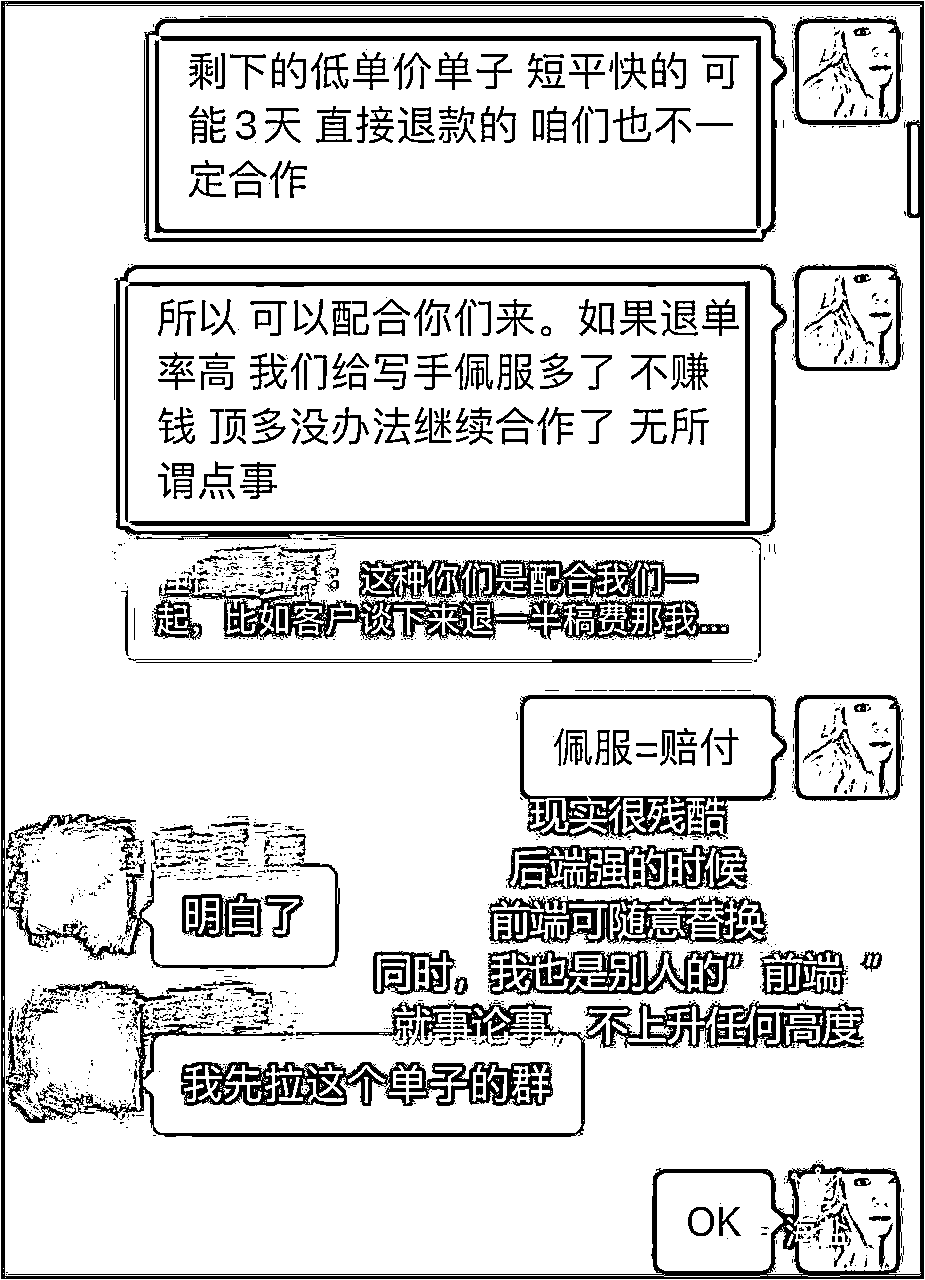 剩下的低单价单子 短平快的 可
能3天 直接退款的 咱们也不一
定合作
所以 可以配合你们来。如果退单
率高 我们给写手佩服多了 不赚
钱 顶多没办法继续合作了 无所
谓点事
：这种你们是配合我们一
起，比如客户谈下来退一半稿费那我...
佩服=赔付
现实很残酷
后端强的时候
前端可随意替换
同时，我也是别人的”前端“
就事论事，不上升任何高度
明白了
我先拉这个单子的群
OK